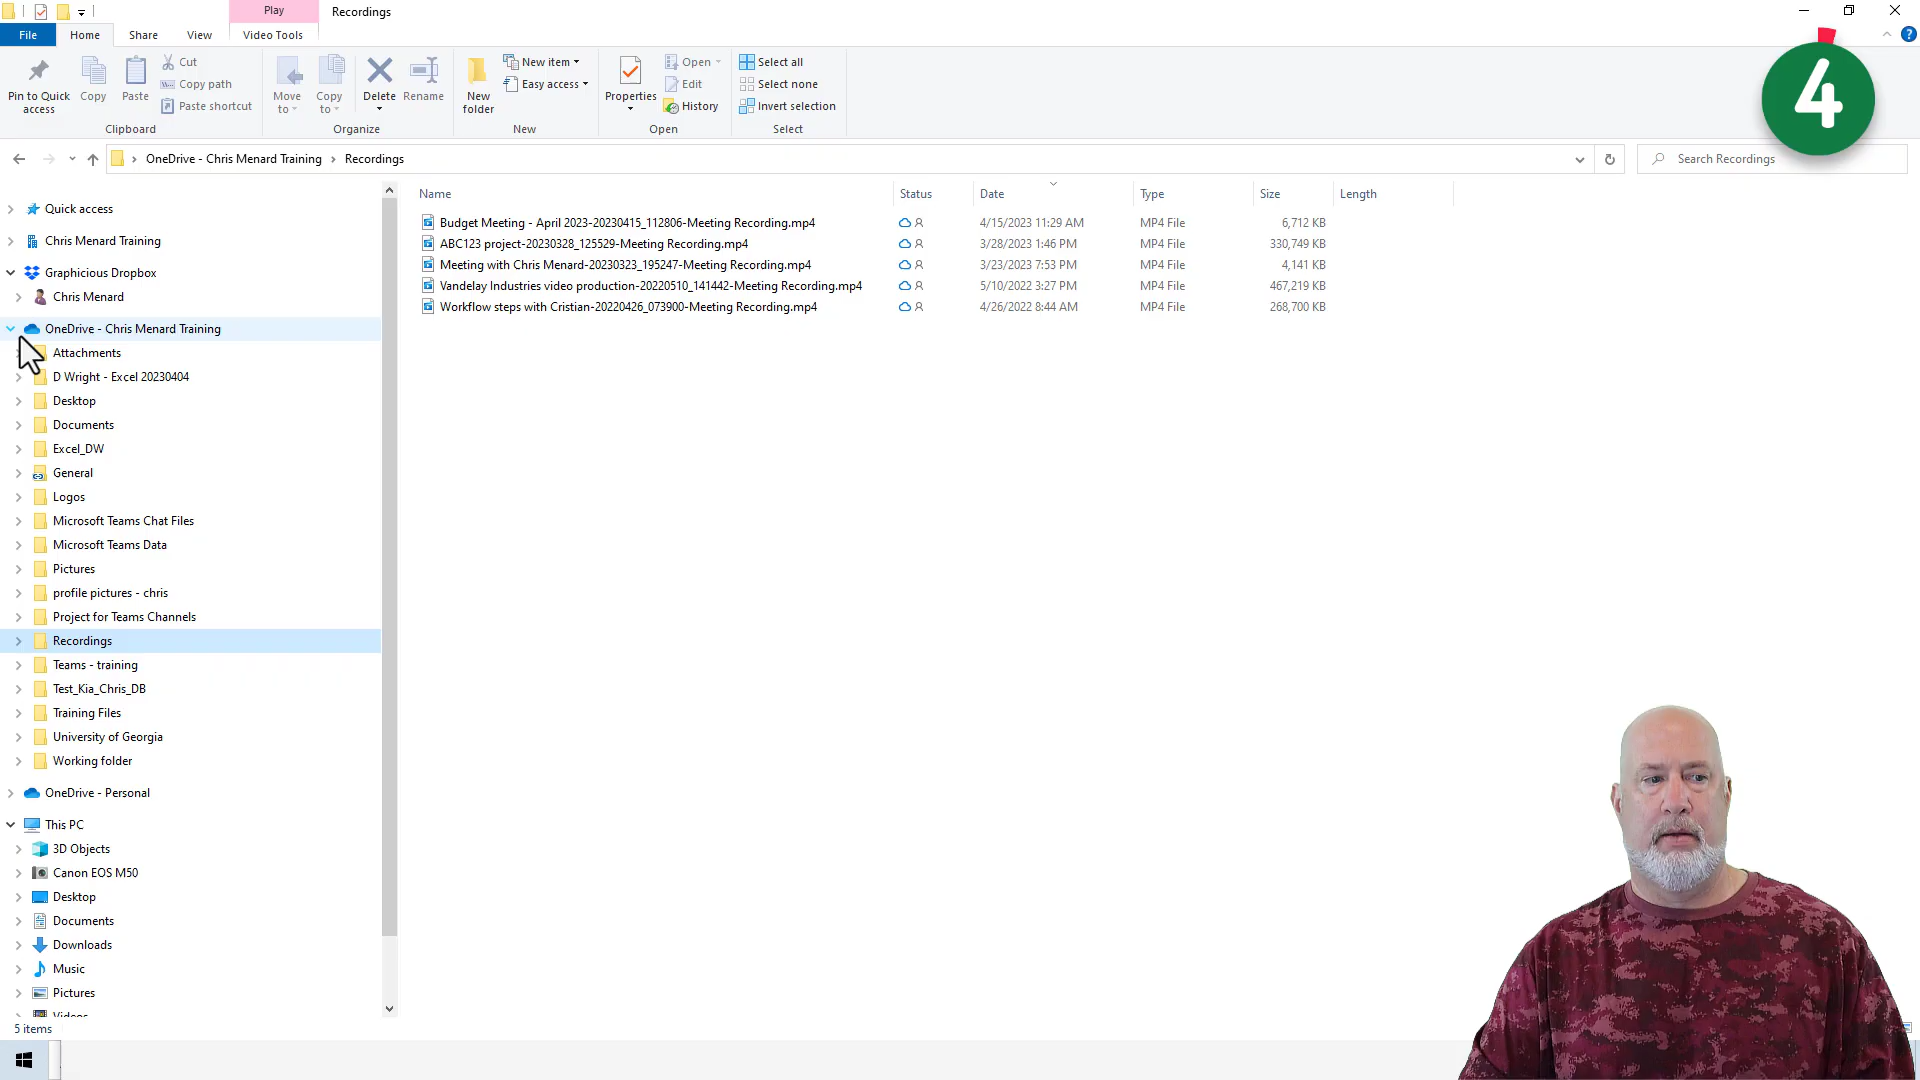 Play
Recordings
File
Home
Share
View
Video Tools
Pin to Quick access
Copy
Paste
Cut
Copy path
Paste shortcut
Clipboard
Move to
Copy to
Delete
Rename
Organize
New folder
New item
Easy access
New
Properties
Open
Edit
History
Open
Select all
Select none
Invert selection
Select
4
OneDrive - Chris Menard Training
Recordings
Search Recordings
Name Status Date Type Size Length
Budget Meeting - April 2023-20230415_112806-Meeting Recording.mp4 4/15/2023 11:29 AM MP4 File 6,712 KB
ABC123 project-20230328_125529-Meeting Recording.mp4 3/28/2023 1:46 PM MP4 File 330,749 KB
Meeting with Chris Menard-20230323_195247-Meeting Recording.mp4 3/23/2023 7:53 PM MP4 File 4,141 KB
Vandelay Industries video production-20220510_141442-Meeting Recording.mp4 5/10/2022 3:27 PM MP4 File 467,219 KB
Workflow steps with Cristian-20220426_073900-Meeting Recording.mp4 4/26/2022 8:44 AM MP4 File 268,700 KB
Quick access
Chris Menard Training
Graphicious Dropbox
Chris Menard
OneDrive - Chris Menard Training
Attachments
D Wright - Excel 20230404
Desktop
Documents
Excel_DW
General
Logos
Microsoft Teams Chat Files
Microsoft Teams Data
Pictures
profile pictures - chris
Project for Teams Channels
Recordings
Teams - training
Test_Kia_Chris_DB
Training Files
University of Georgia
Working folder
OneDrive - Personal
This PC
3D Objects
Canon EOS M50
Desktop
Documents
Downloads
Music
Pictures
Videos
5 items